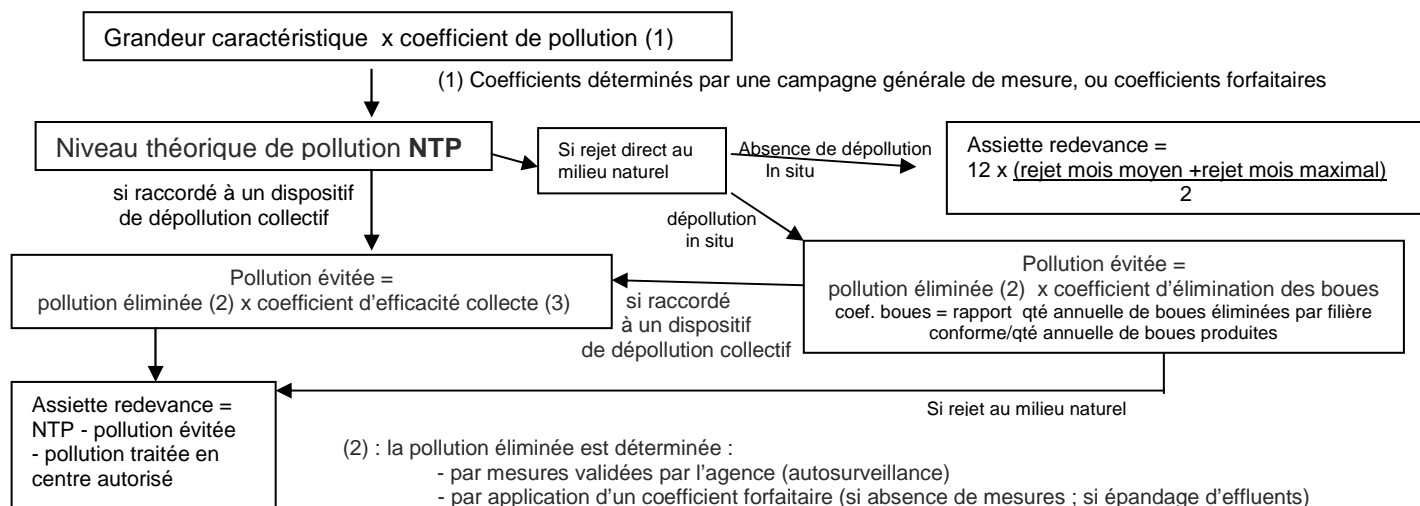 Grandeur caractéristique x coefficient de pollution (1)
(1) Coefficients déterminés par une campagne générale de mesure, ou coefficients forfaitaires
Niveau théorique de pollution NTP
Si rejet direct au
milieu naturel
Absence de dépollution
In situ
Assiette redevance =
12 x (rejet mois moyen +rejet mois maximal)
2
si raccordé à un dispositif
de dépollution collectif
dépollution
in situ
Pollution évitée =
pollution éliminée (2) x coefficient d'efficacité collecte (3)
si raccordé
à un dispositif
de dépollution collectif
Pollution évitée =
pollution éliminée (2) x coefficient d'élimination des boues
coef. boues = rapport qté annuelle de boues éliminées par filière
conforme/qté annuelle de boues produites
Si rejet au milieu naturel
Assiette redevance =
NTP - pollution évitée
- pollution traitée en
centre autorisé
(2) : la pollution éliminée est déterminée :
- par mesures validées par l'agence (autosurveillance)
- par application d'un coefficient forfaitaire (si absence de mesures ; si épandage d'effluents)